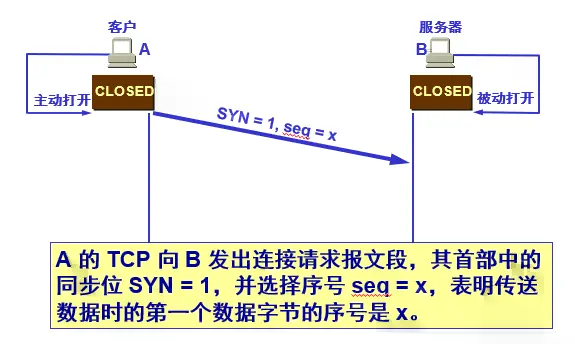 客户
服务器
A
B
主动打开
CLOSED
CLOSED
被动打开
SYN = 1, seq = x
A 的 TCP 向 B 发出连接请求报文段，其首部中的
同步位 SYN = 1，并选择序号 seq = x，表明传送
数据时的第一个数据字节的序号是 x。